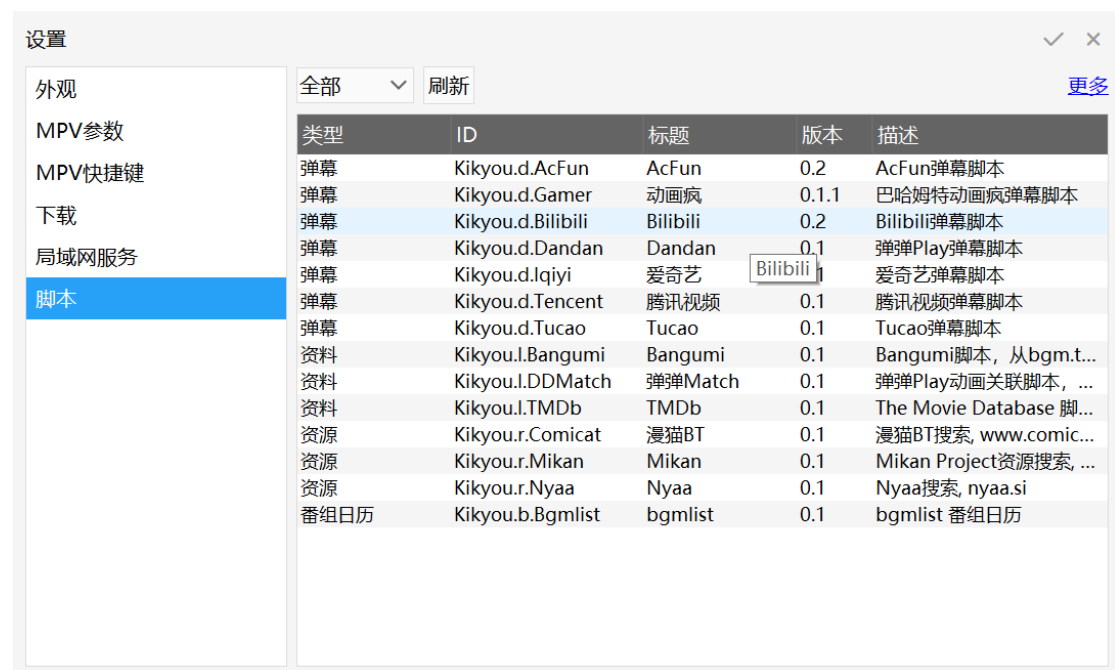 设置
外观
MPV参数
MPV快捷键
下载
局域网服务
脚本
全部 刷新 更多
类型 ID 标题 版本 描述
弹幕 Kikyou.d.AcFun AcFun 0.2 AcFun弹幕脚本
弹幕 Kikyou.d.Gamer 动画疯 0.1.1 巴哈姆特动画疯弹幕脚本
弹幕 Kikyou.d.Bilibili Bilibili 0.2 Bilibili弹幕脚本
弹幕 Kikyou.d.Dandan Dandan 0.1 弹弹Play弹幕脚本
Bilibili
弹幕 Kikyou.d.Iqiyi 爱奇艺 1 爱奇艺弹幕脚本
弹幕 Kikyou.d.Tencent 腾讯视频 0.1 腾讯视频弹幕脚本
弹幕 Kikyou.d.Tucao Tucao 0.1 Tucao弹幕脚本
资料 Kikyou.l.Bangumi Bangumi 0.1 Bangumi脚本，从bgm.t...
资料 Kikyou.l.DDMatch 弹弹Match 0.1 弹弹Play动画关联脚本，...
资料 Kikyou.l.TMDb TMDb 0.1 The Movie Database 脚...
资源 Kikyou.r.Comicat 漫猫BT 0.1 漫猫BT搜索, www.comic...
资源 Kikyou.r.Mikan Mikan 0.1 Mikan Project资源搜索, ...
资源 Kikyou.r.Nyaa Nyaa 0.1 Nyaa搜索, nyaa.si
番组日历 Kikyou.b.Bgmlist bgmlist 0.1 bgmlist 番组日历